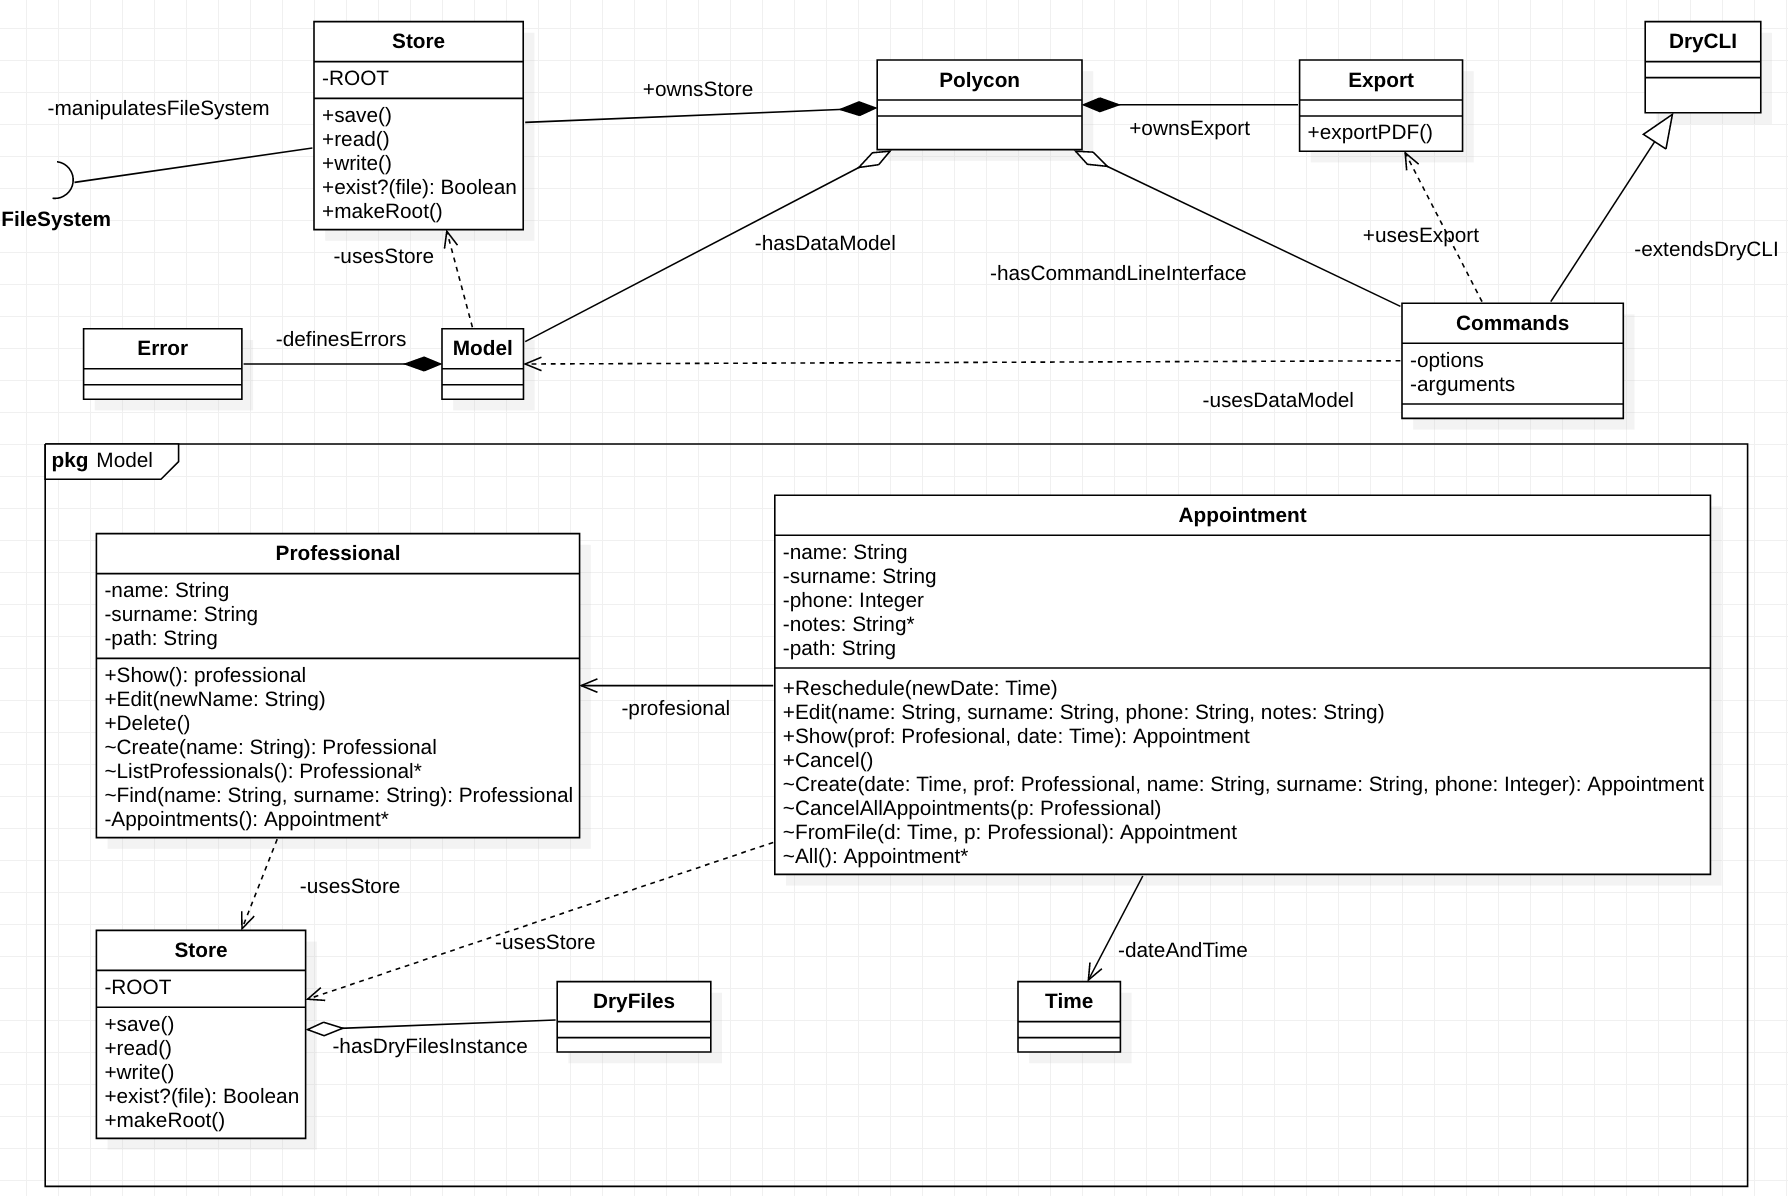 Store
-ROOT
+save()
+read()
+write()
+exist?(file): Boolean
+makeRoot()
-manipulatesFileSystem
FileSystem
+ownsStore
Polycon
+ownsExport
Export
+exportPDF()
DryCLI
-usesStore
-hasDataModel
-hasCommandLineInterface
+usesExport
-extendsDryCLI
Error
-definesErrors
Model
-usesDataModel
Commands
-options
-arguments
pkg Model
Professional
-name: String
-surname: String
-path: String
+Show(): professional
+Edit(newName: String)
+Delete()
~Create(name: String): Professional
~ListProfessionals(): Professional*
~Find(name: String, surname: String): Professional
-Appointments(): Appointment*
-profesional
Appointment
-name: String
-surname: String
-phone: Integer
-notes: String*
-path: String
+Reschedule(newDate: Time)
+Edit(name: String, surname: String, phone: String, notes: String)
+Show(prof: Profesional, date: Time): Appointment
+Cancel()
~Create(date: Time, prof: Professional, name: String, surname: String, phone: Integer): Appointment
~CancelAllAppointments(p: Professional)
~FromFile(d: Time, p: Professional): Appointment
~All(): Appointment*
-usesStore
-usesStore
-dateAndTime
Store
-ROOT
+save()
+read()
+write()
+exist?(file): Boolean
+makeRoot()
-hasDryFilesInstance
DryFiles
Time